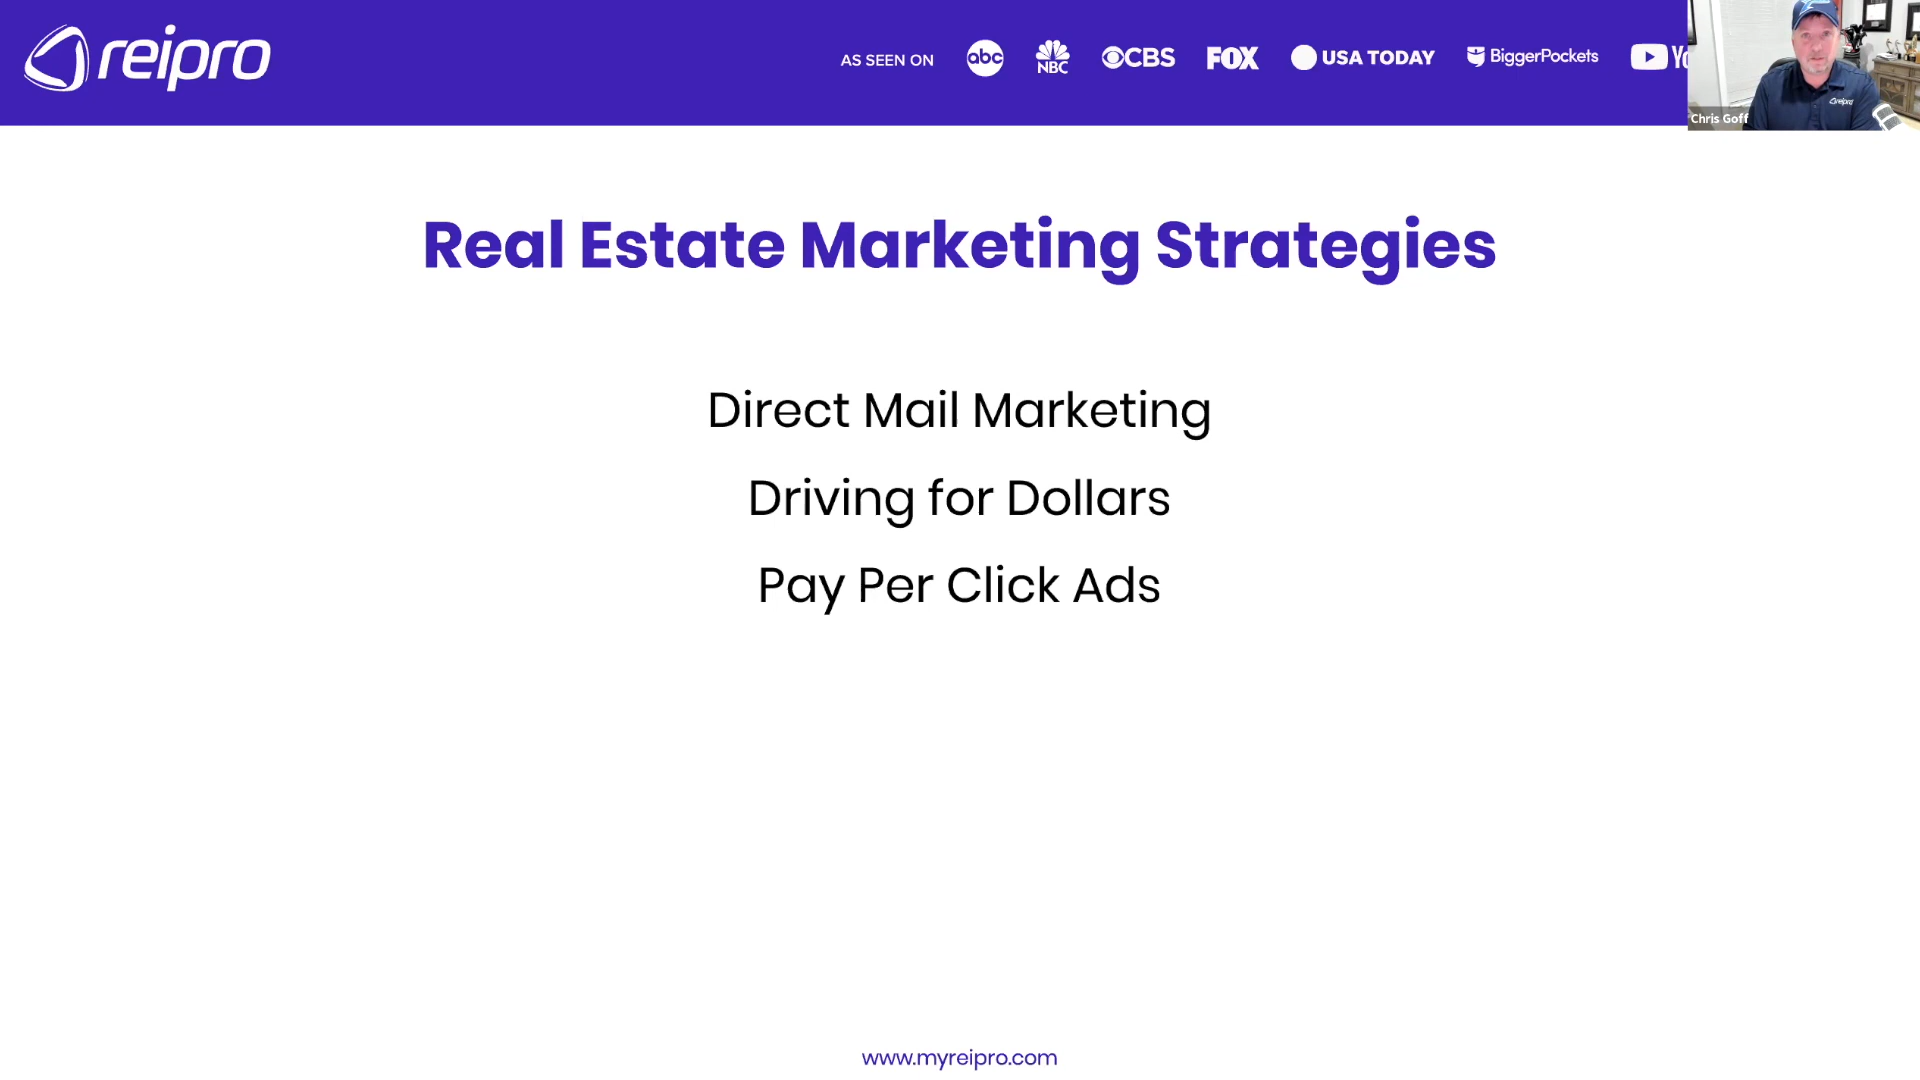 reipro
AS SEEN ON
abc
NBC
CBS
FOX
USA TODAY
BiggerPockets
Chris Goff
reipro
Real Estate Marketing Strategies
Direct Mail Marketing
Driving for Dollars
Pay Per Click Ads
www.myreipro.com